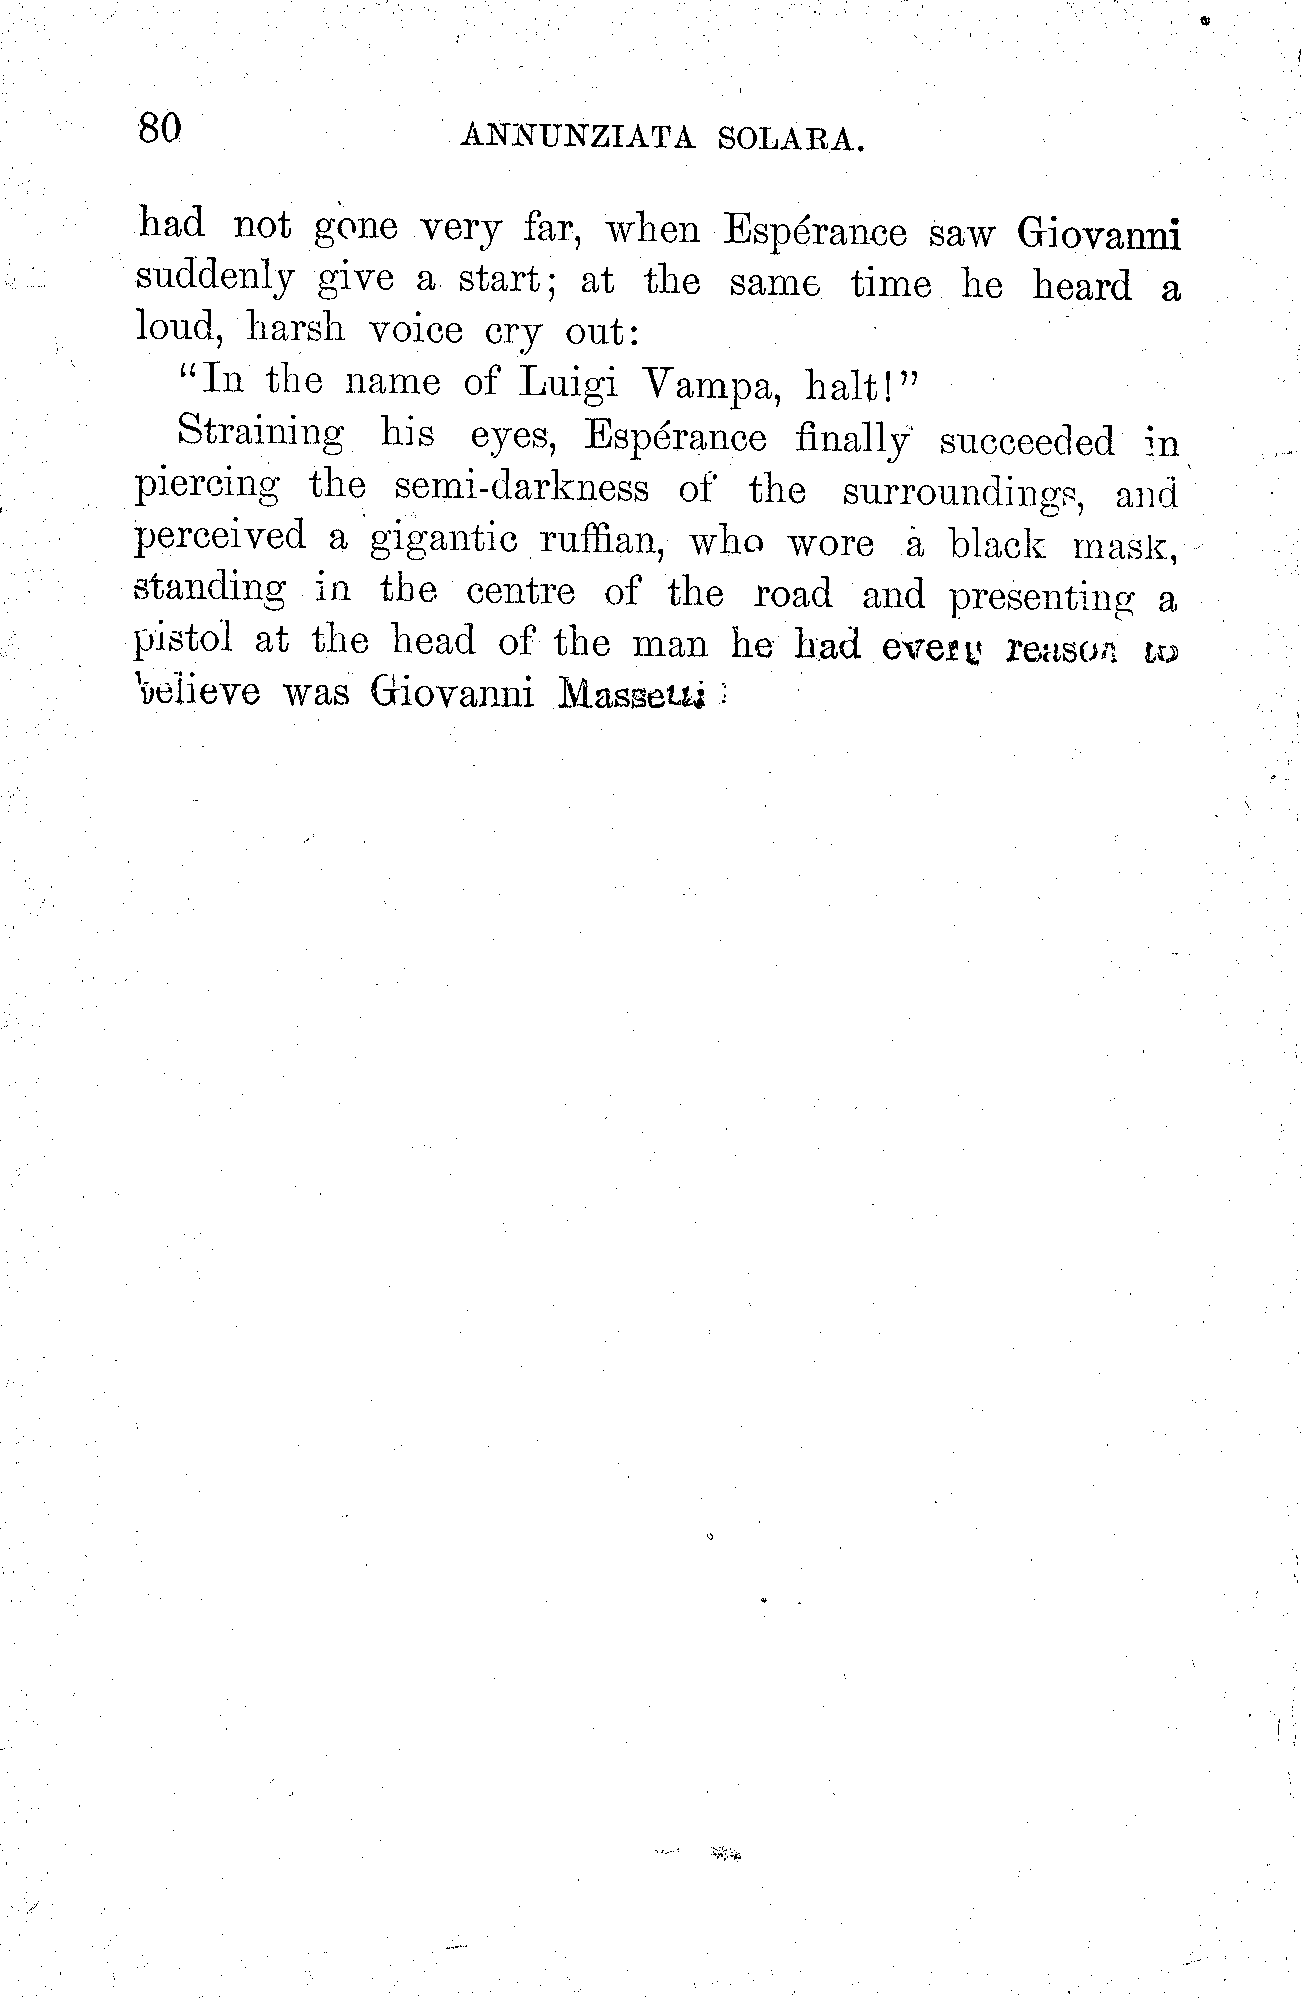 80 ANNUNZIATA SOLARA.
had not gone very far, when Espérance saw Giovanni
suddenly give a start; at the same time he heard a
loud, harsh voice cry out:
"In the name of Luigi Vampa, halt!"
Straining his eyes, Espérance finally succeeded in
piercing the semi-darkness of the surroundings, and
perceived a gigantic ruffian, who wore a black mask,
standing in the centre of the road and presenting a
pistol at the head of the man he had every reason to
believe was Giovanni Massetti!